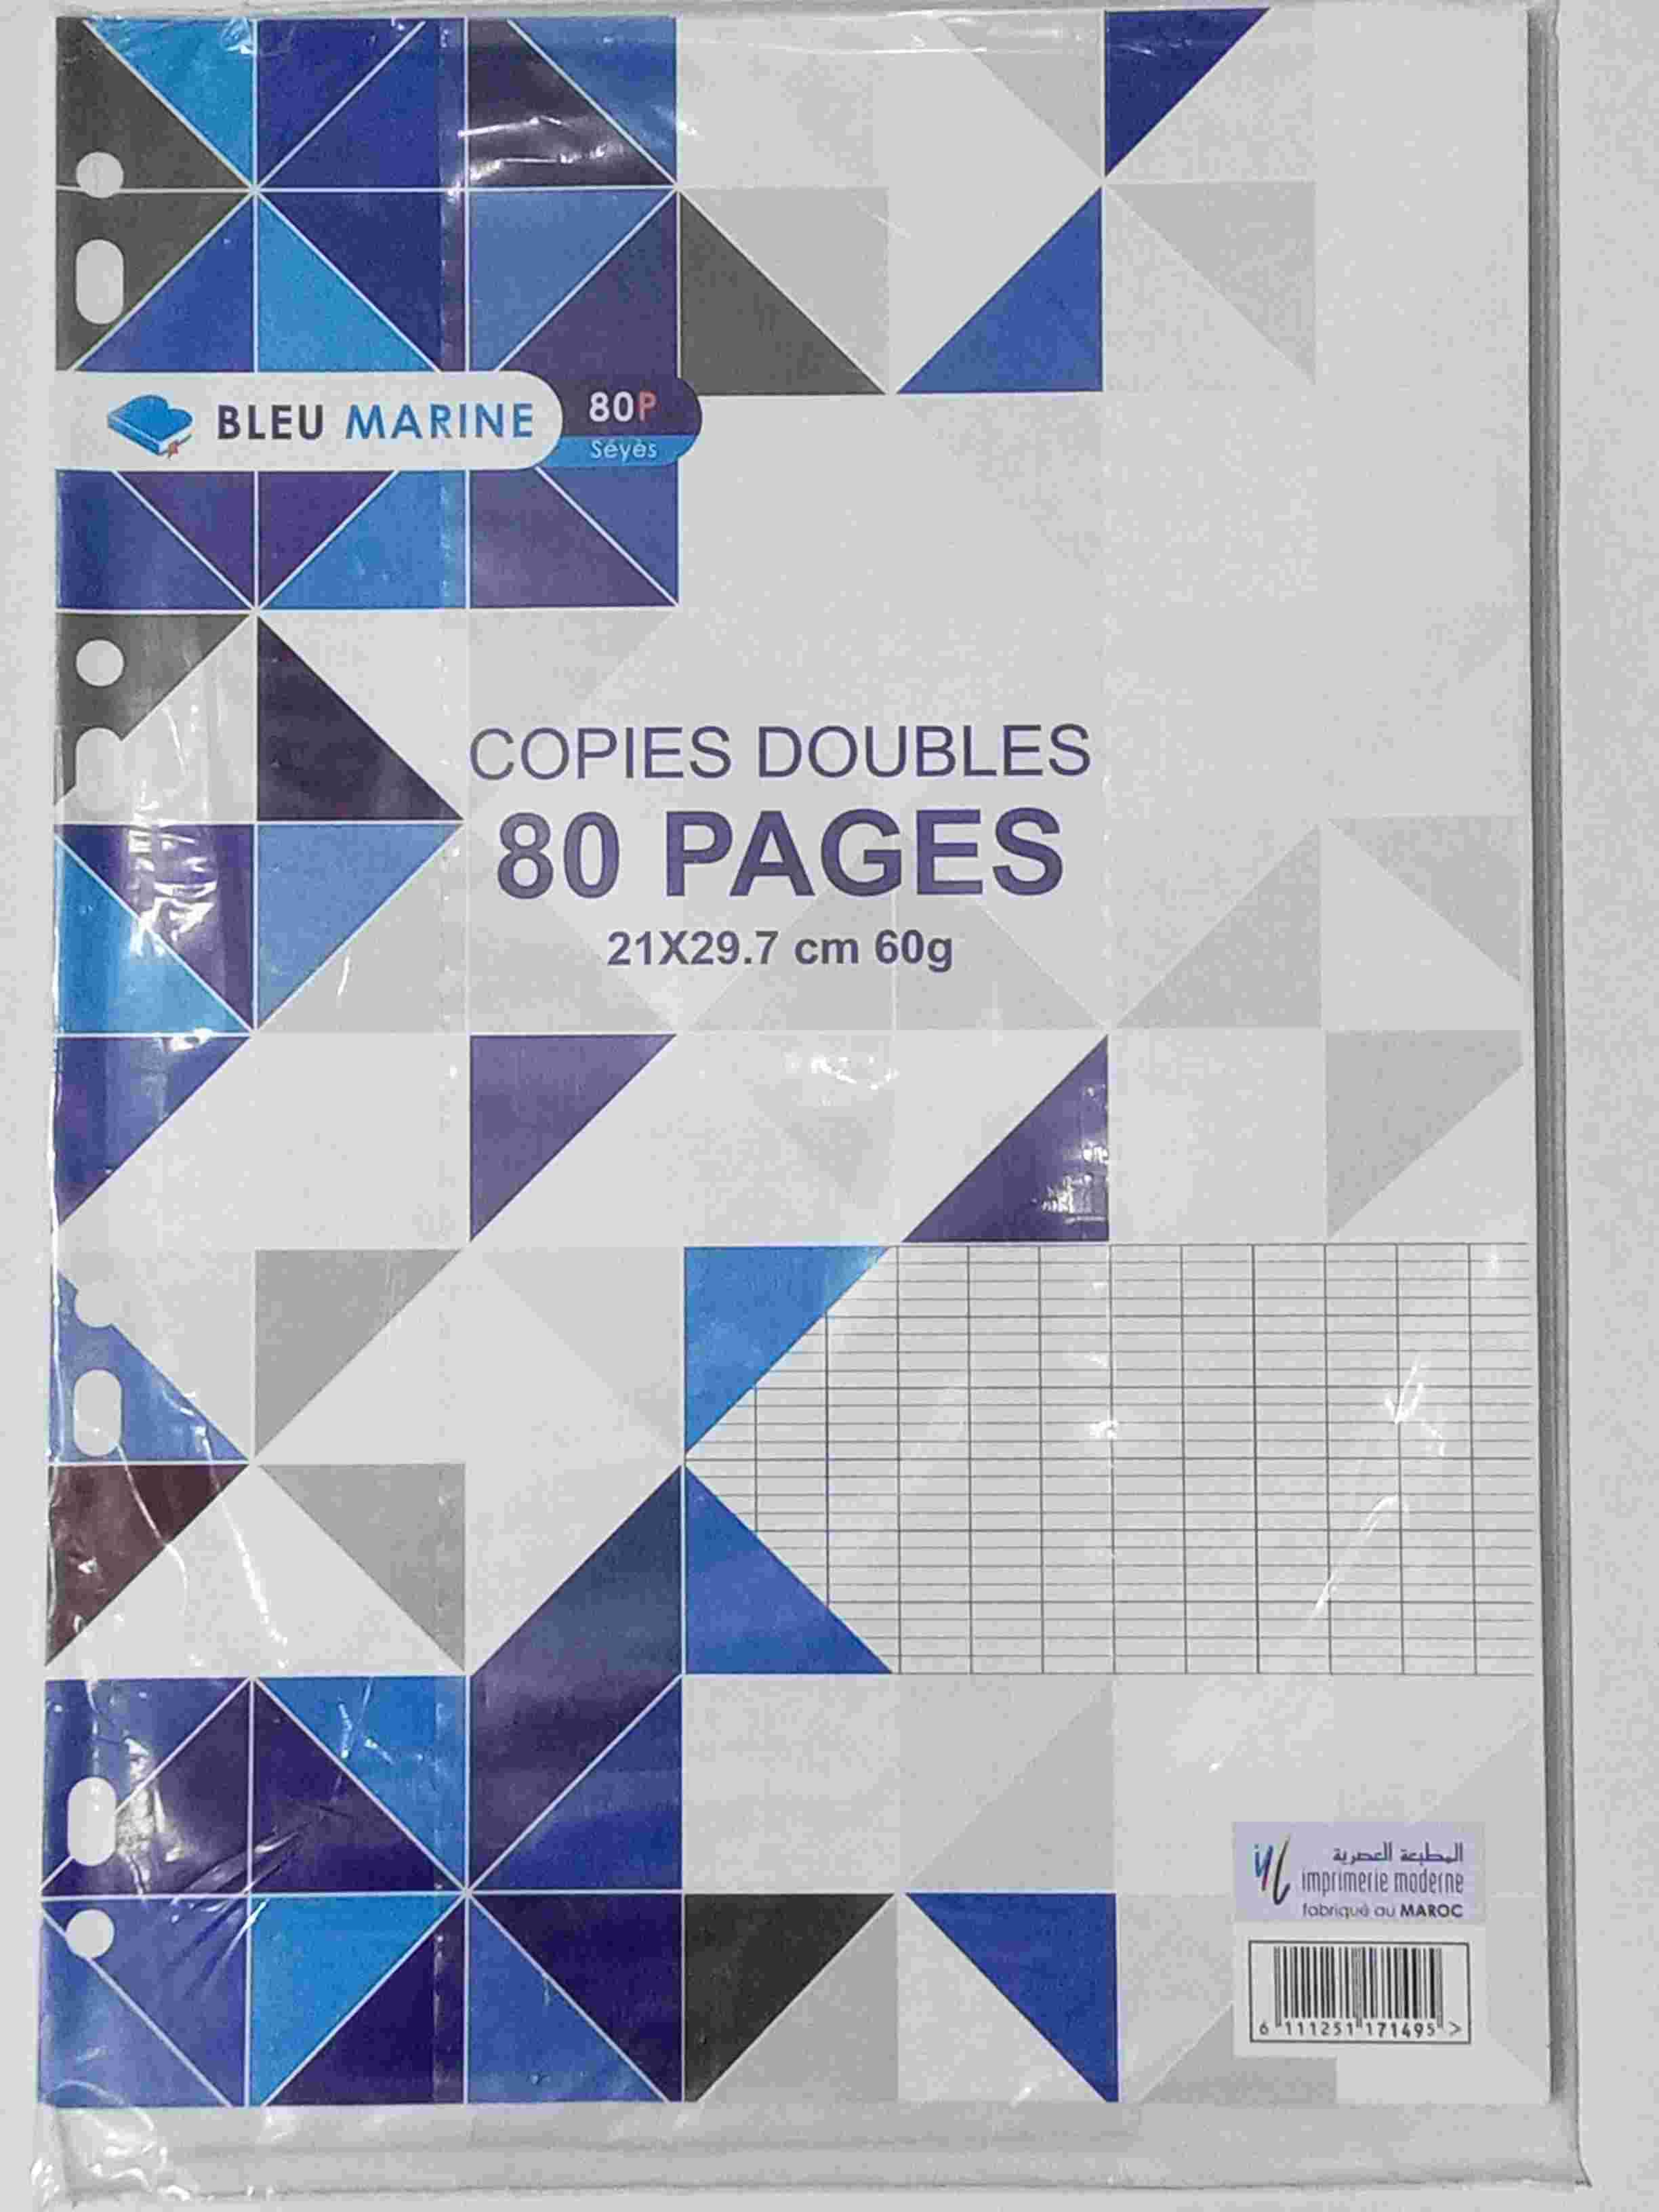 BLEU MARINE
80P
Séyès
COPIES DOUBLES
80 PAGES
21X29.7 cm 60g
المطبعة العصرية
imprimerie moderne
fabriqué au MAROC
6 111251 171495 >